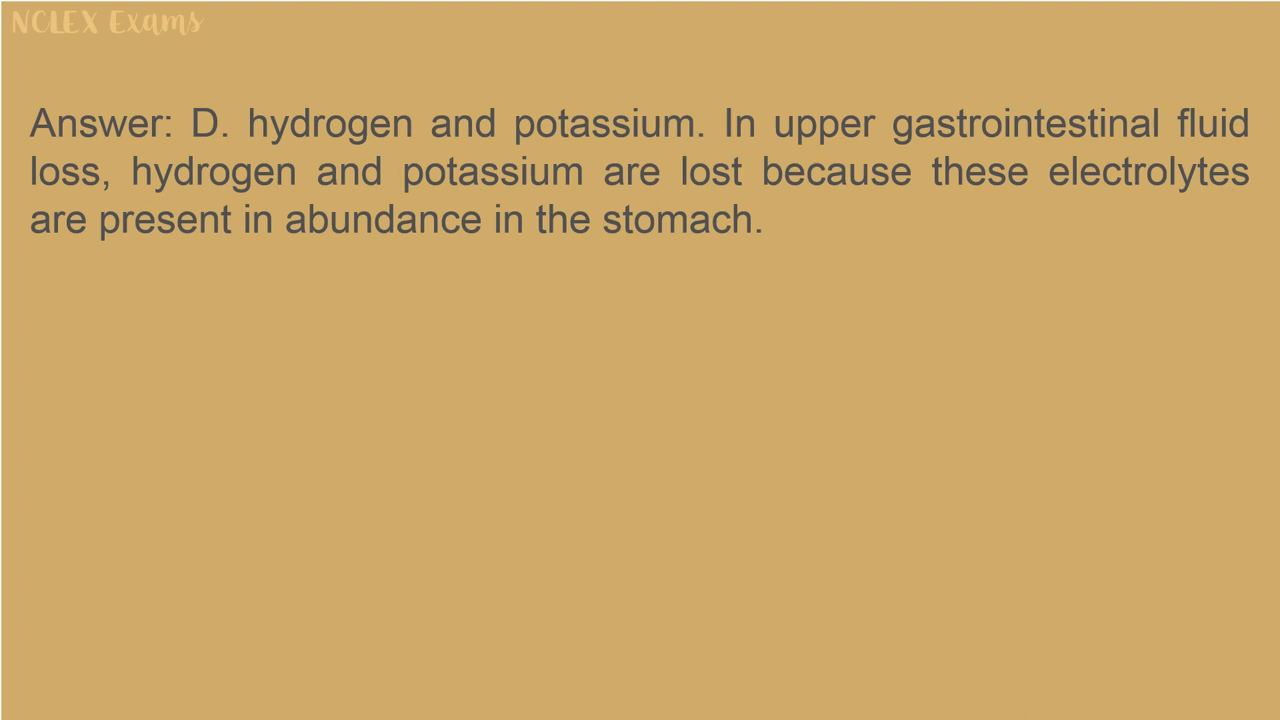 NCLEX Exams
Answer: D. hydrogen and potassium. In upper gastrointestinal fluid
loss, hydrogen and potassium are lost because these electrolytes
are present in abundance in the stomach.